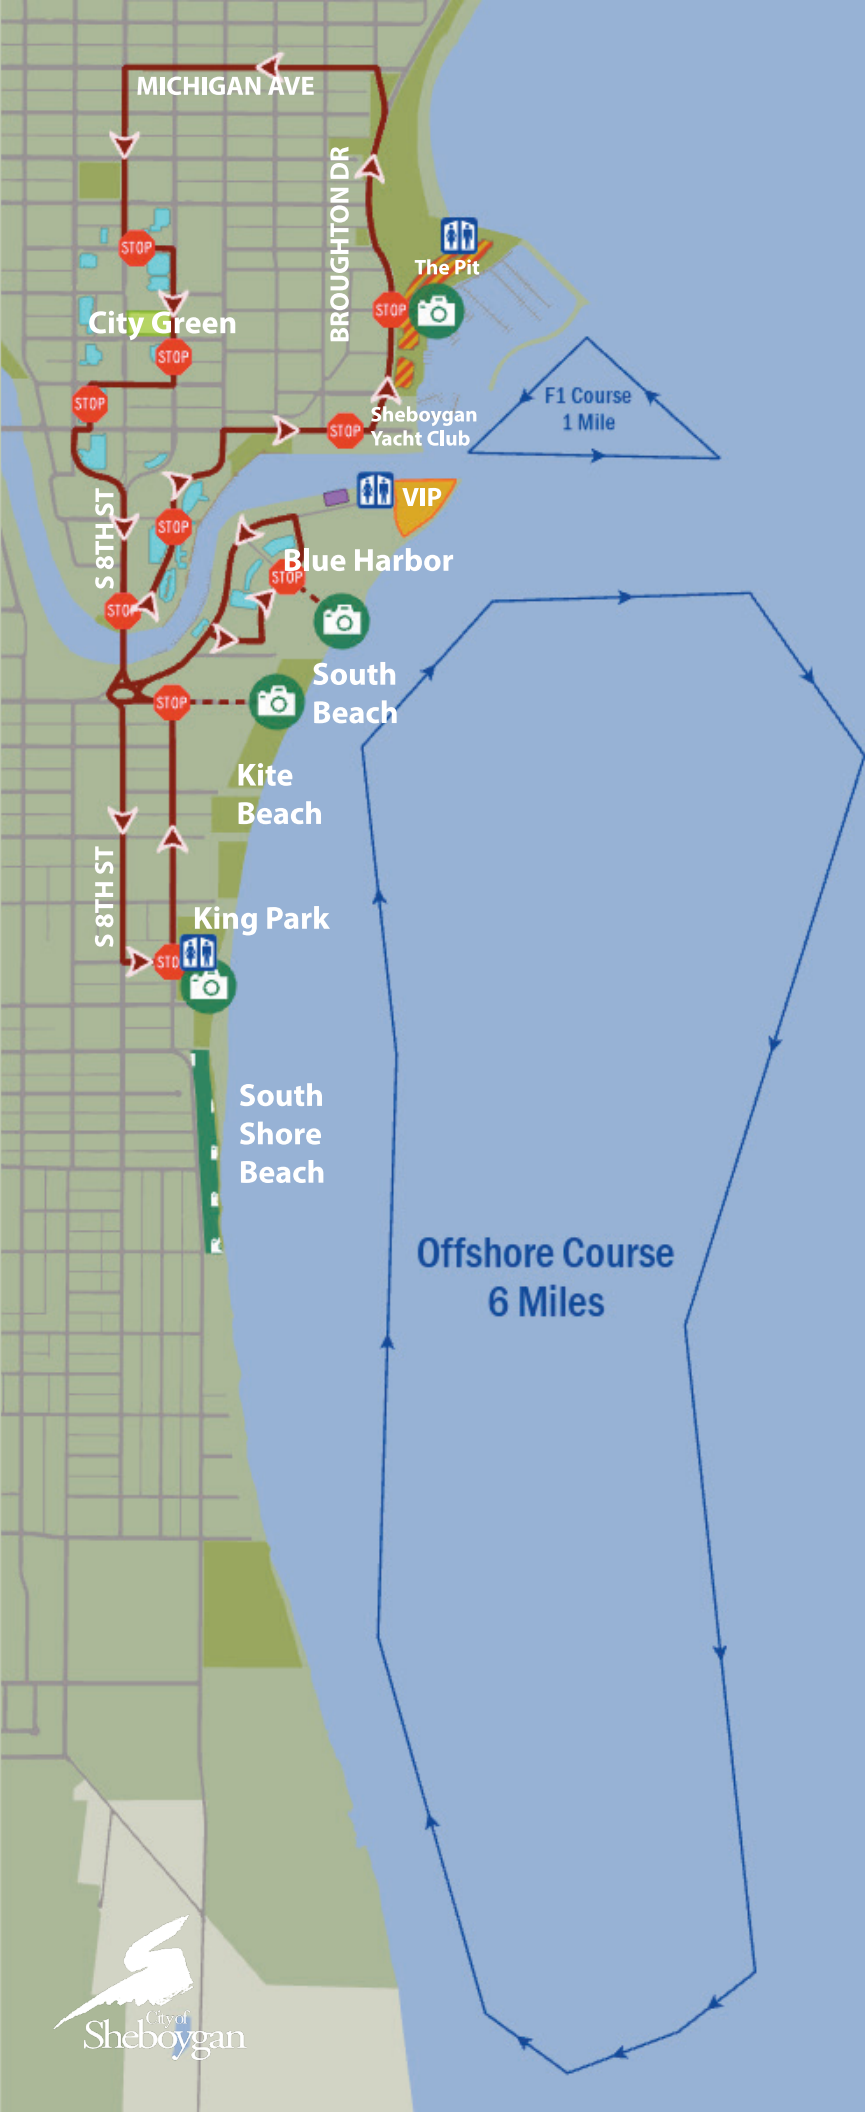 MICHIGAN AVE
BROUGHTON DR
STOP
The Pit
STOP
City Green
STOP
STOP
F1 Course
1 Mile
Sheboygan
Yacht Club
STOP
S 8TH ST
VIP
STOP
Blue Harbor
STOP
STOP
South
Beach
STOP
Kite
Beach
S 8TH ST
King Park
STO
South
Shore
Beach
Offshore Course
6 Miles
City of
Sheboygan